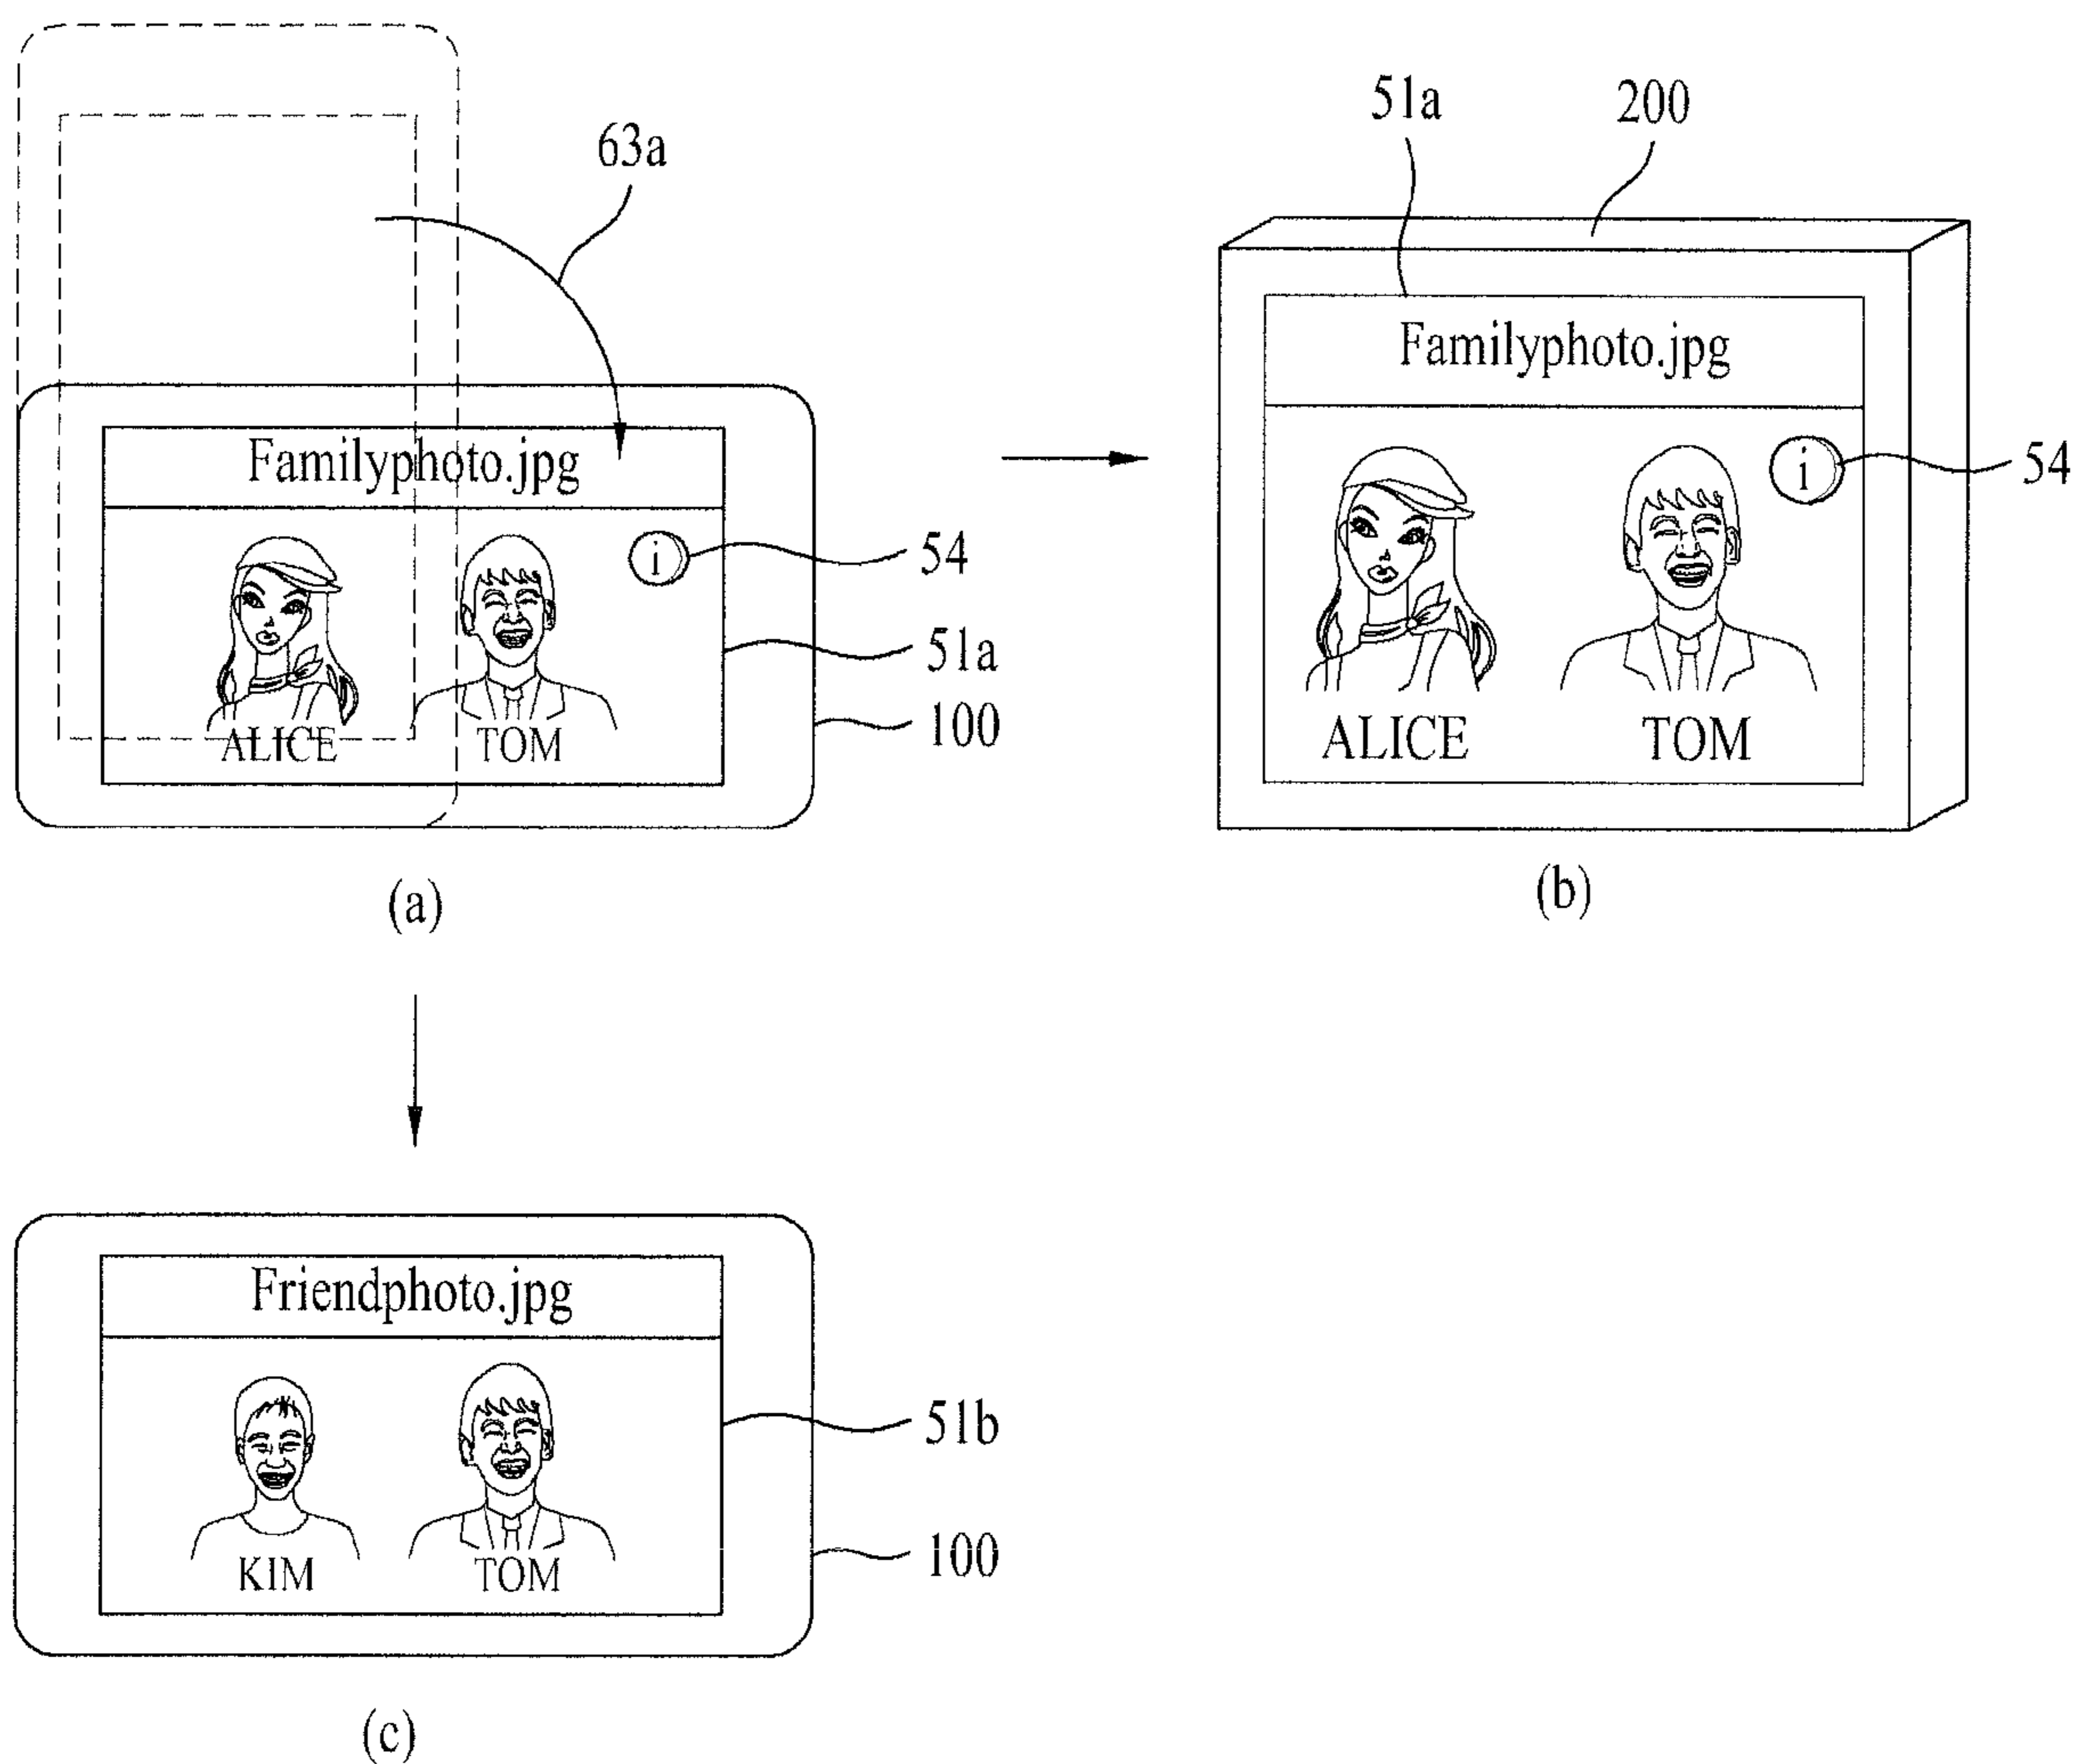 63a
Familyphoto.jpg
i
54
51a
ALICE
TOM
100
(a)
51a
200
Familyphoto.jpg
i
54
ALICE
TOM
(b)
Friendphoto.jpg
51b
KIM
TOM
100
(c)